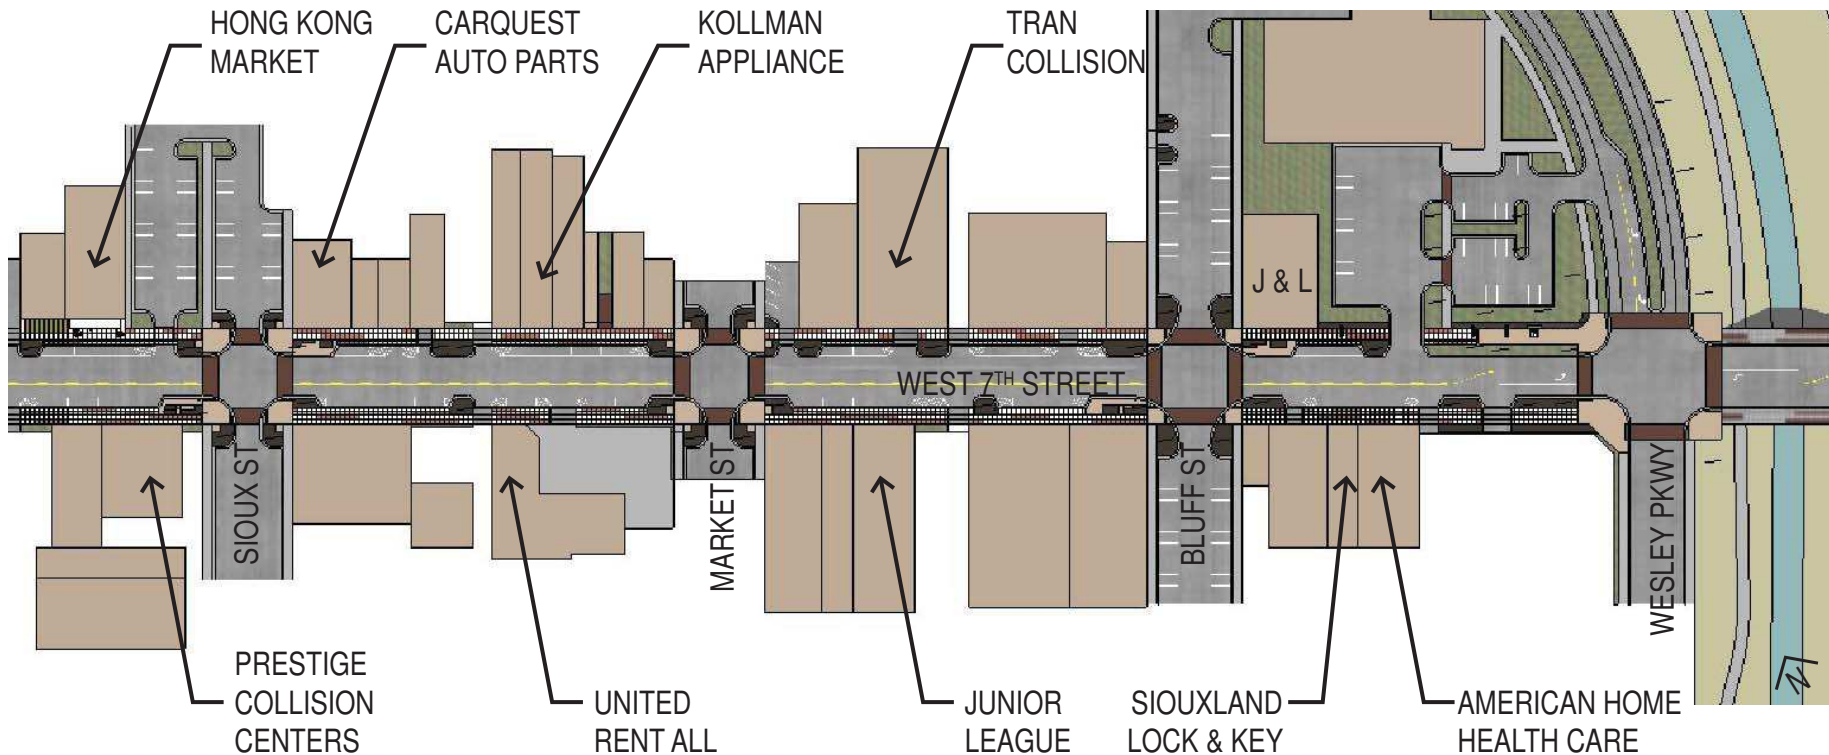 HONG KONG
MARKET
CARQUEST
AUTO PARTS
KOLLMAN
APPLIANCE
TRAN
COLLISION
J & L
WEST 7TH STREET
SIOUX ST
MARKET ST
BLUFF ST
WESLEY PKWY
N
PRESTIGE
COLLISION
CENTERS
UNITED
RENT ALL
JUNIOR
LEAGUE
SIOUXLAND
LOCK & KEY
AMERICAN HOME
HEALTH CARE